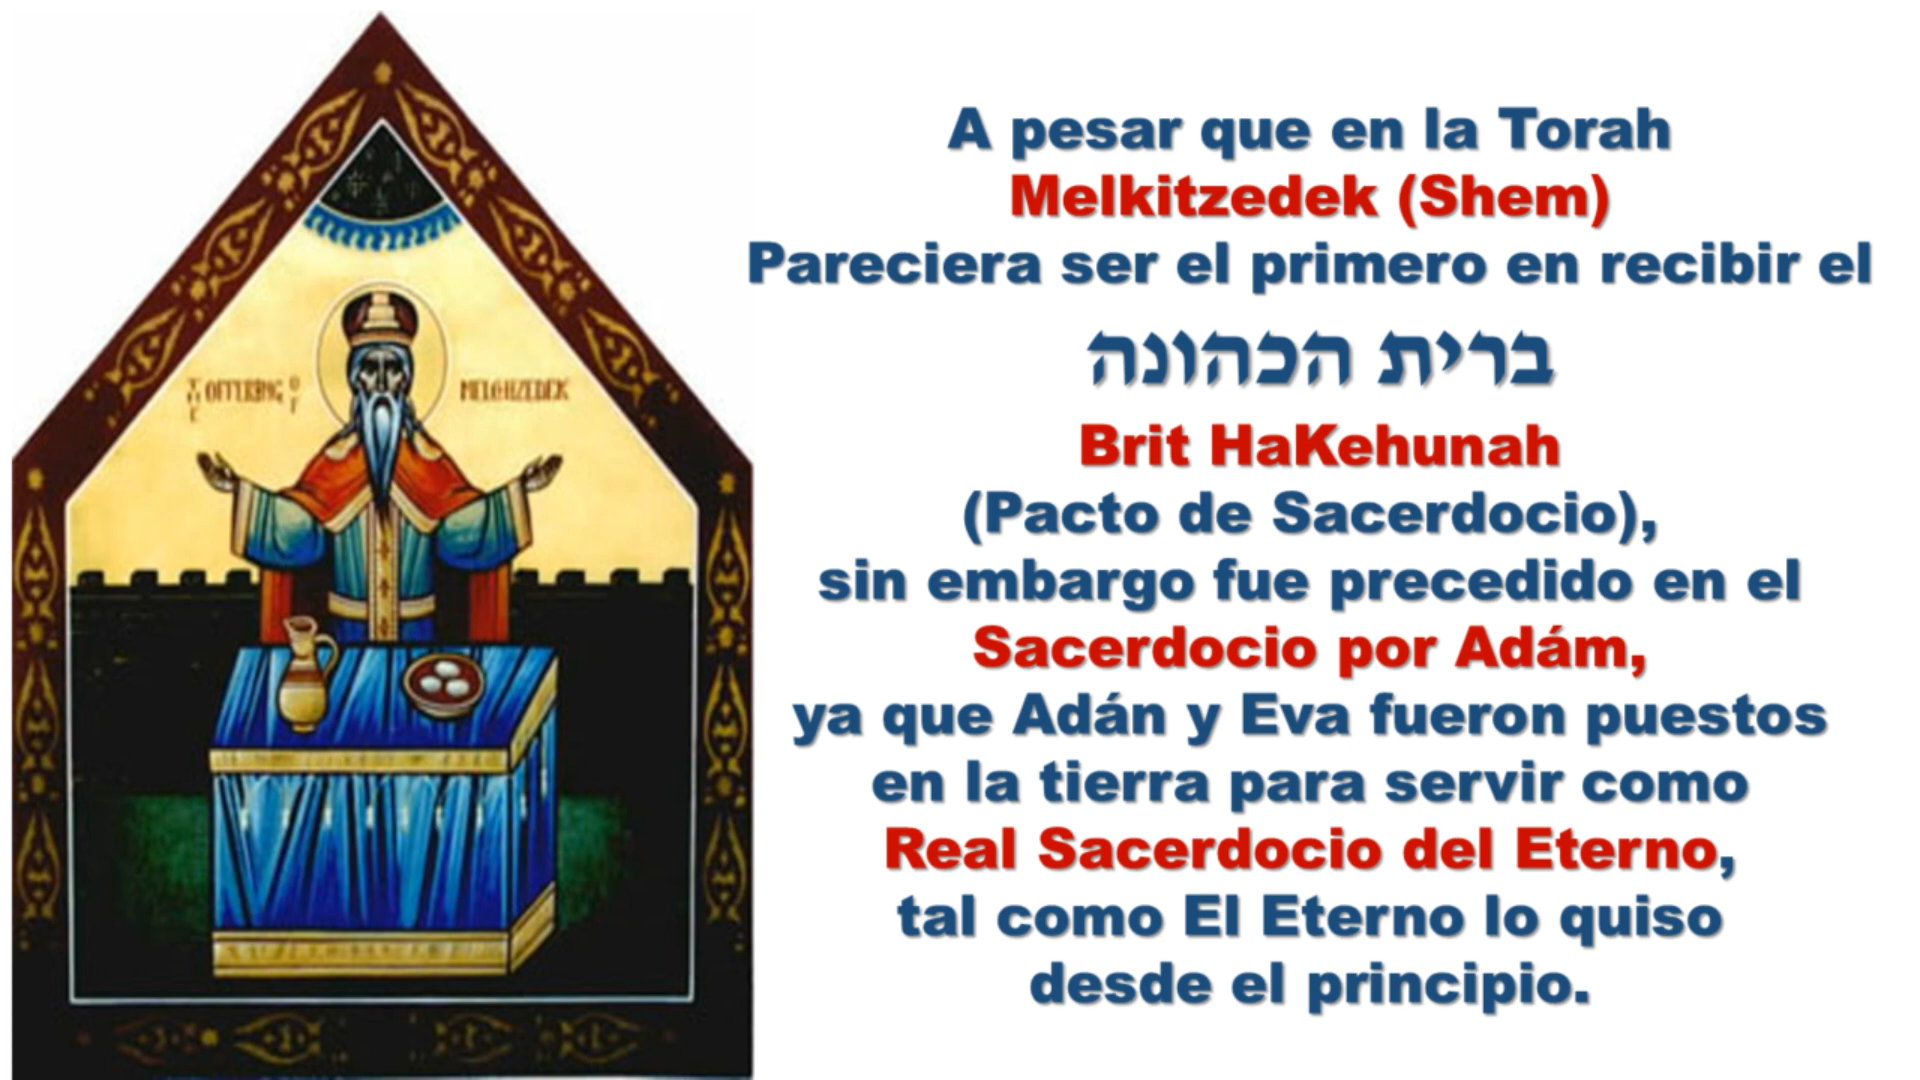 A pesar que en la Torah
Melkitzedek (Shem)
Pareciera ser el primero en recibir el
ברית הכהונה
Brit HaKehunah
(Pacto de Sacerdocio),
sin embargo fue precedido en el
Sacerdocio por Adám,
ya que Adán y Eva fueron puestos
en la tierra para servir como
Real Sacerdocio del Eterno,
tal como El Eterno lo quiso
desde el principio.
OFFERING
MELCHIZEDEK